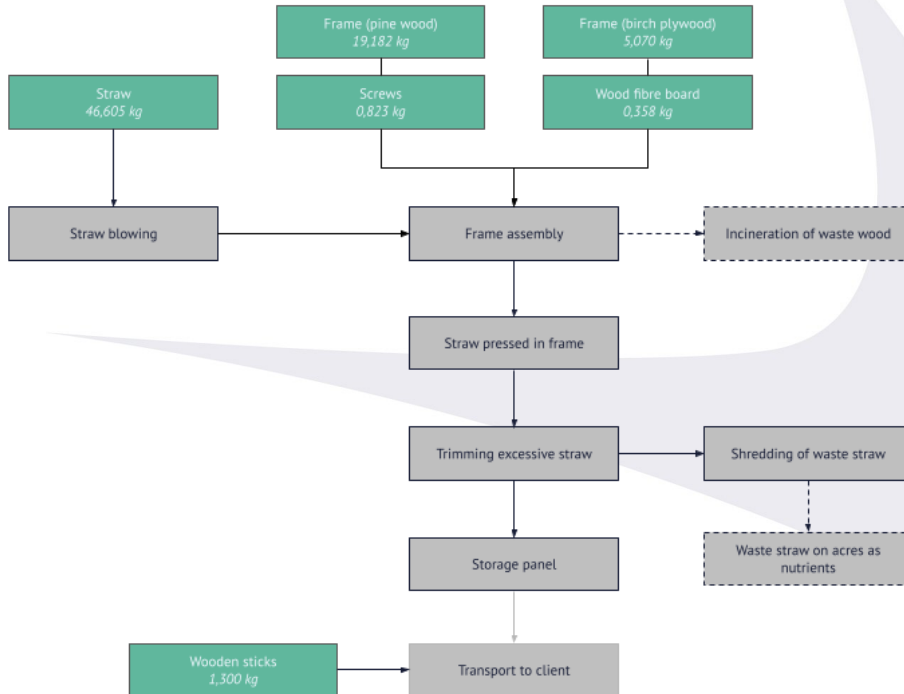 Frame (pine wood)
19,182 kg
Frame (birch plywood)
5,070 kg
Straw
46,605 kg
Screws
0,823 kg
Wood fibre board
0,358 kg
Straw blowing
Frame assembly
Incineration of waste wood
Straw pressed in frame
Trimming excessive straw
Shredding of waste straw
Storage panel
Waste straw on acres as
nutrients
Wooden sticks
1,300 kg
Transport to client